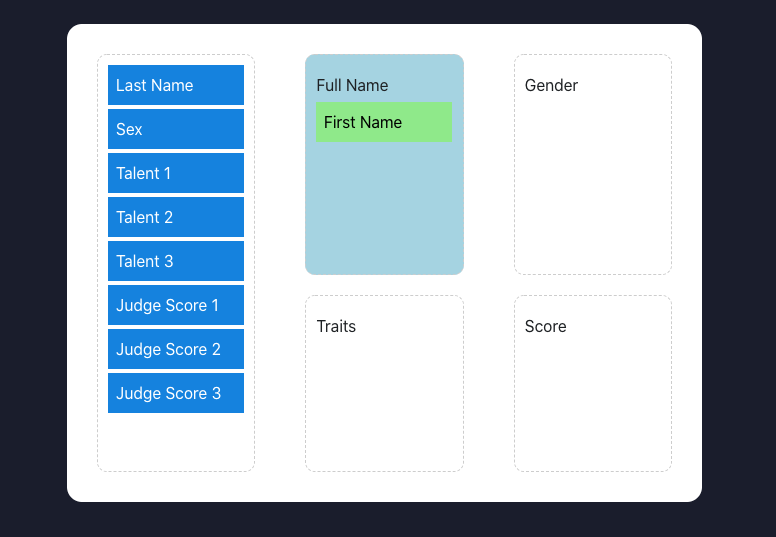 Last Name
Sex
Talent 1
Talent 2
Talent 3
Judge Score 1
Judge Score 2
Judge Score 3
Full Name
First Name
Gender
Traits
Score